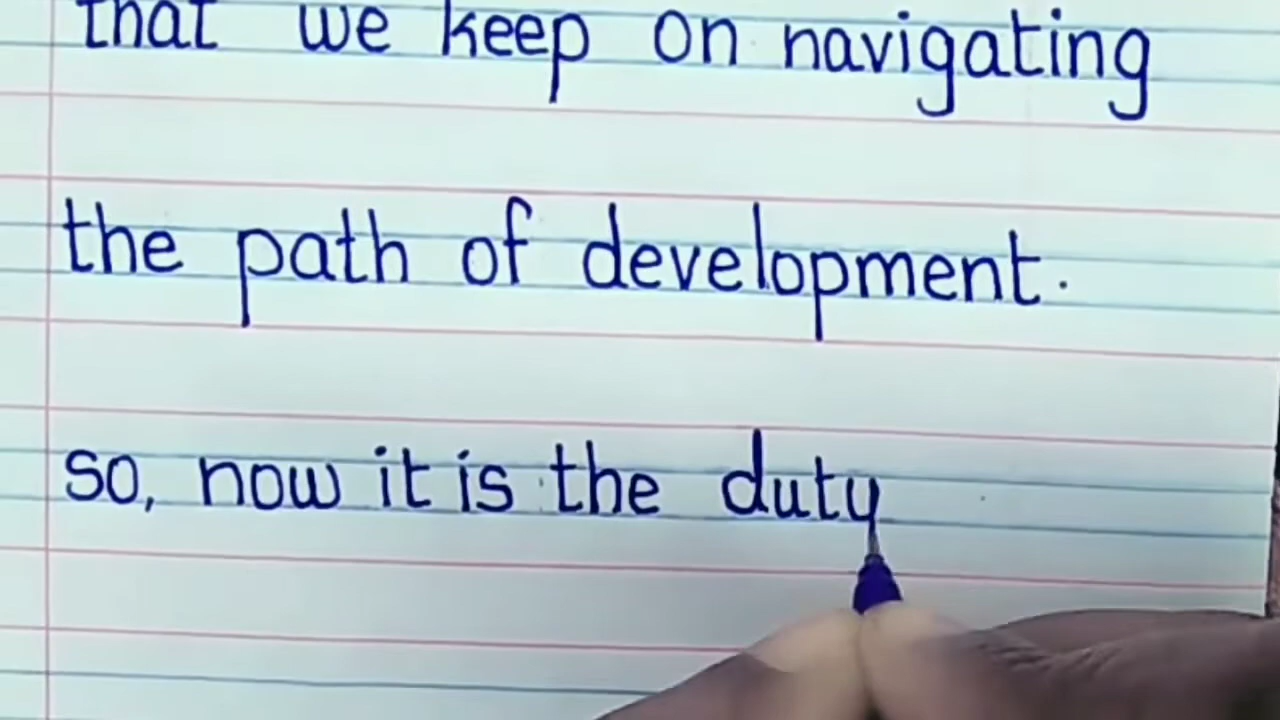 that we keep on navigating
the path of development.
so, now it is the duty